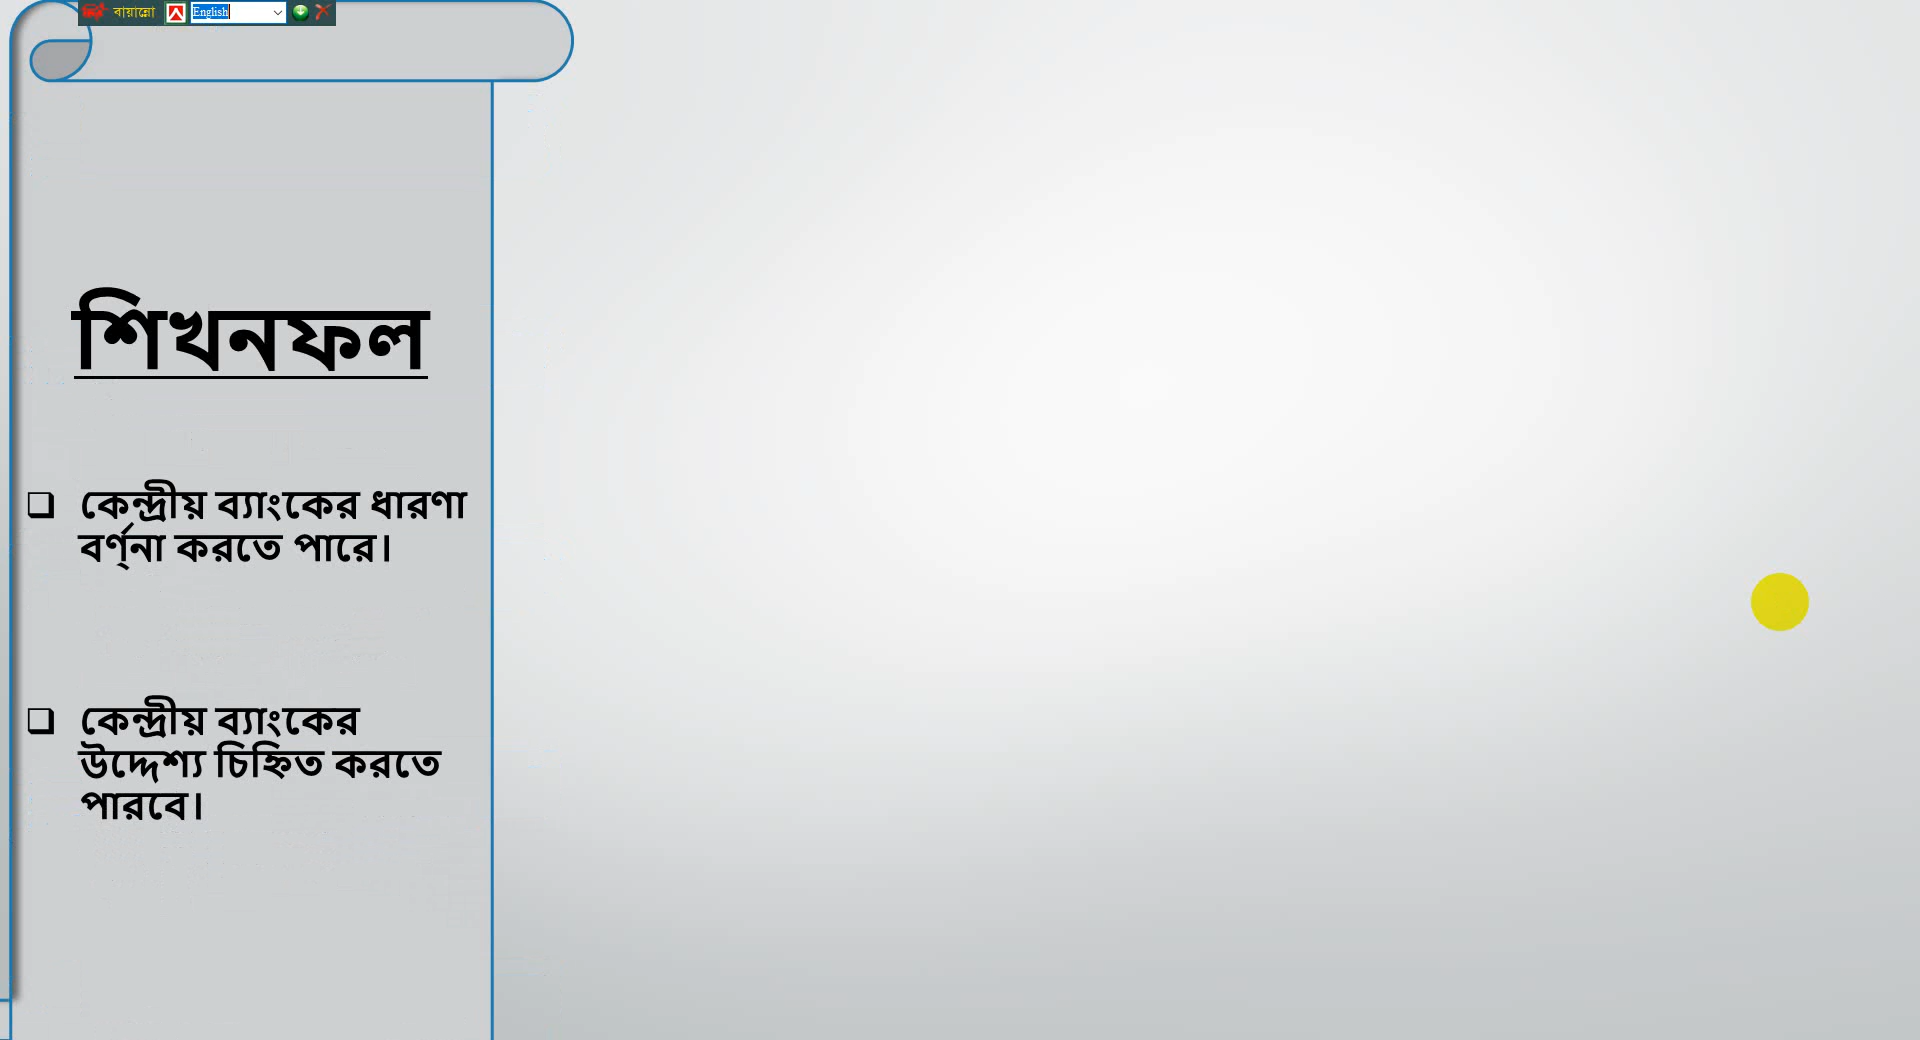 বায়ান্নো English
শিখনফল
কেন্দ্রীয় ব্যাংকের ধারণা
বর্ণ্না করতে পারে।
কেন্দ্রীয় ব্যাংকের
উদ্দেশ্য চিহ্নিত করতে
পারবে।